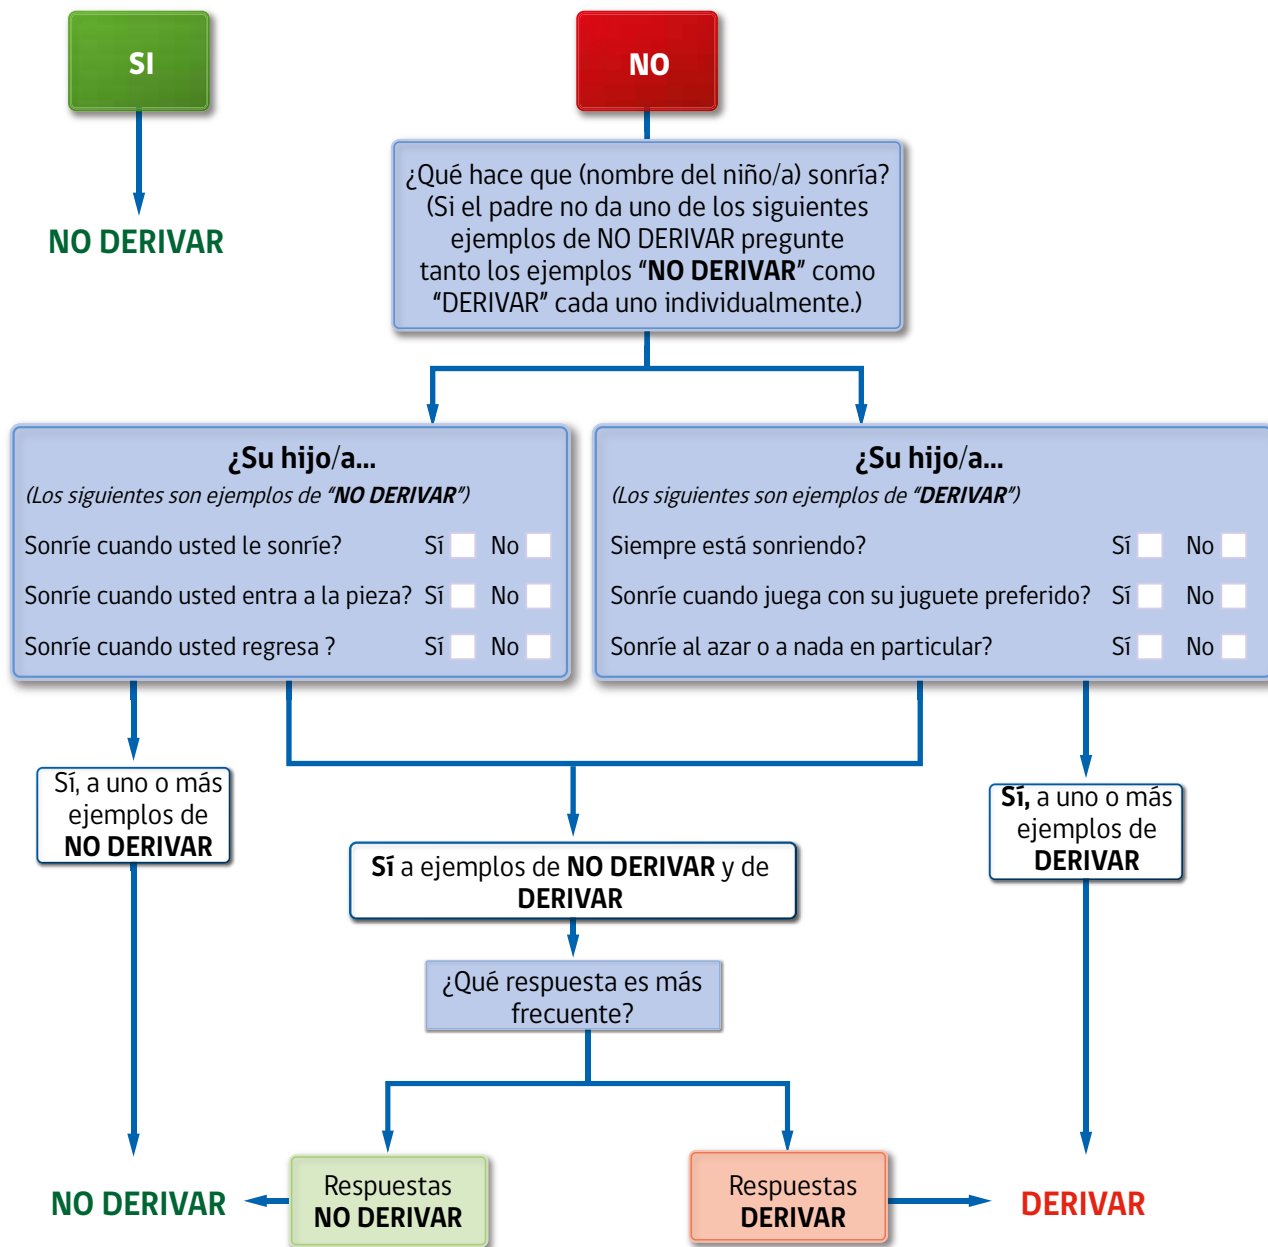 SI
NO
NO DERIVAR
¿Qué hace que (nombre del niño/a) sonría?
(Si el padre no da uno de los siguientes
ejemplos de NO DERIVAR pregunte
tanto los ejemplos "NO DERIVAR" como
"DERIVAR" cada uno individualmente.)
¿Su hijo/a...
(Los siguientes son ejemplos de "NO DERIVAR")
Sonríe cuando usted le sonríe? Sí No
Sonríe cuando usted entra a la pieza? Sí No
Sonríe cuando usted regresa ? Sí No
¿Su hijo/a...
(Los siguientes son ejemplos de "DERIVAR")
Siempre está sonriendo? Sí No
Sonríe cuando juega con su juguete preferido? Sí No
Sonríe al azar o a nada en particular? Sí No
Sí, a uno o más
ejemplos de
NO DERIVAR
Sí a ejemplos de NO DERIVAR y de
DERIVAR
Sí, a uno o más
ejemplos de
DERIVAR
¿Qué respuesta es más
frecuente?
NO DERIVAR
Respuestas
NO DERIVAR
Respuestas
DERIVAR
DERIVAR